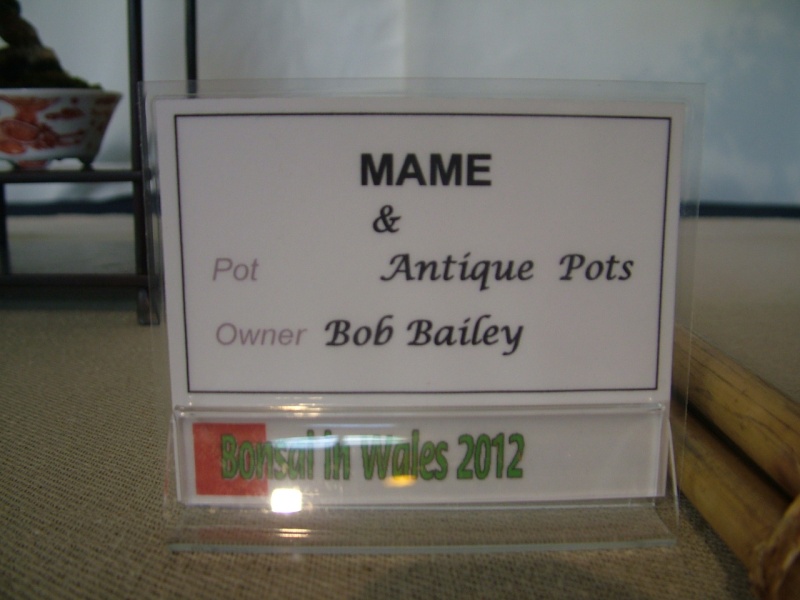 MAME
&
Pot Antique Pots
Owner Bob Bailey
Bonsai in Wales 2012